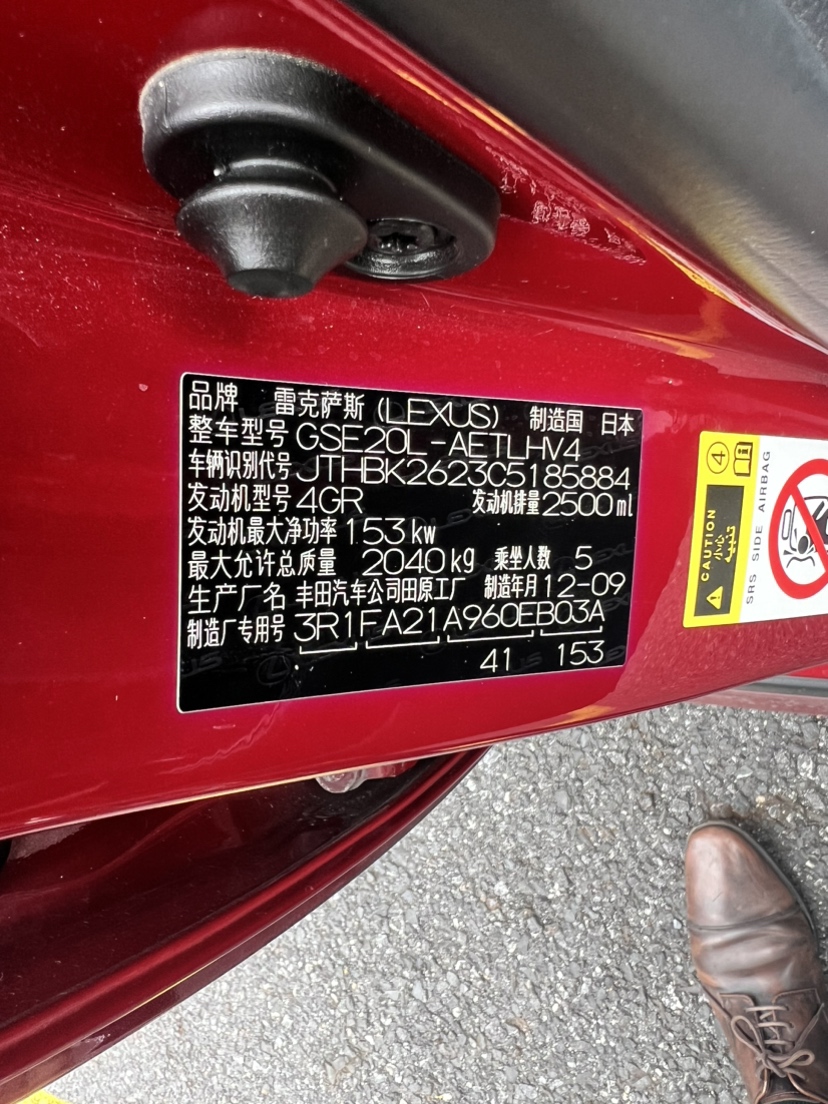 品牌 雷克萨斯 (LEXUS) 制造国 日本
整车型号 GSE20L-AETLHV4
车辆识别代号 JTHBK2623C5185884
发动机型号 4GR 发动机排量 2500 ml
发动机最大净功率 153 kw
最大允许总质量 2040 kg 乘坐人数 5
生产厂名 丰田汽车公司田原工厂 制造年月 12-09
制造厂专用号 3R1FA21A960EB03A
41 153
④
CAUTION
小心
تنبيه
SRS SIDE AIRBAG